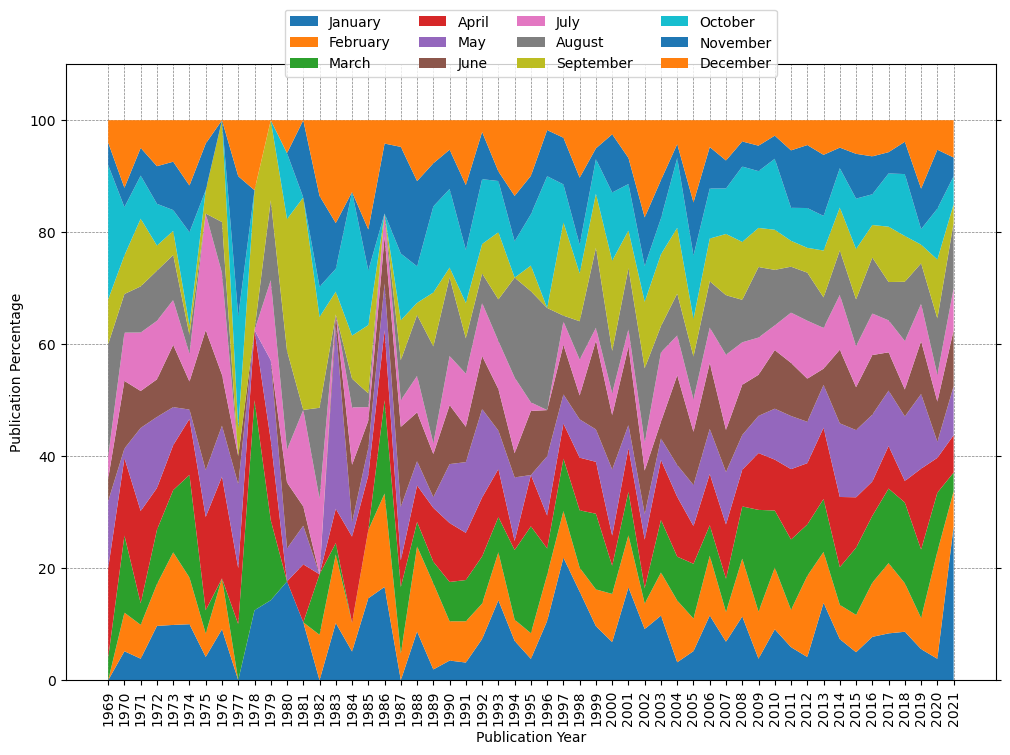 January April July October
February May August November
March June September December
100
80
60
40
20
0
Publication Percentage
1969 1970 1971 1972 1973 1974 1975 1976 1977 1978 1979 1980 1981 1982 1983 1984 1985 1986 1987 1988 1989 1990 1991 1992 1993 1994 1995 1996 1997 1998 1999 2000 2001 2002 2003 2004 2005 2006 2007 2008 2009 2010 2011 2012 2013 2014 2015 2016 2017 2018 2019 2020 2021
Publication Year